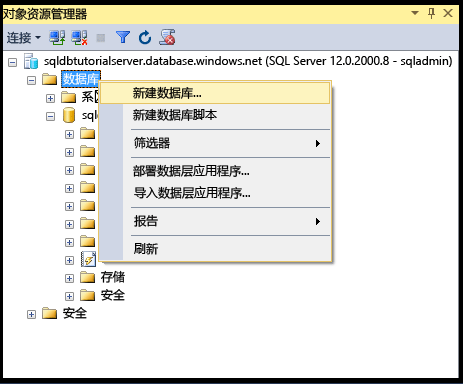 对象资源管理器
连接
sqldbtutorialserver.database.windows.net (SQL Server 12.0.2000.8 - sqladmin)
数据库
新建数据库...
新建数据库脚本
筛选器
部署数据层应用程序...
导入数据层应用程序...
报告
刷新
存储
安全
安全